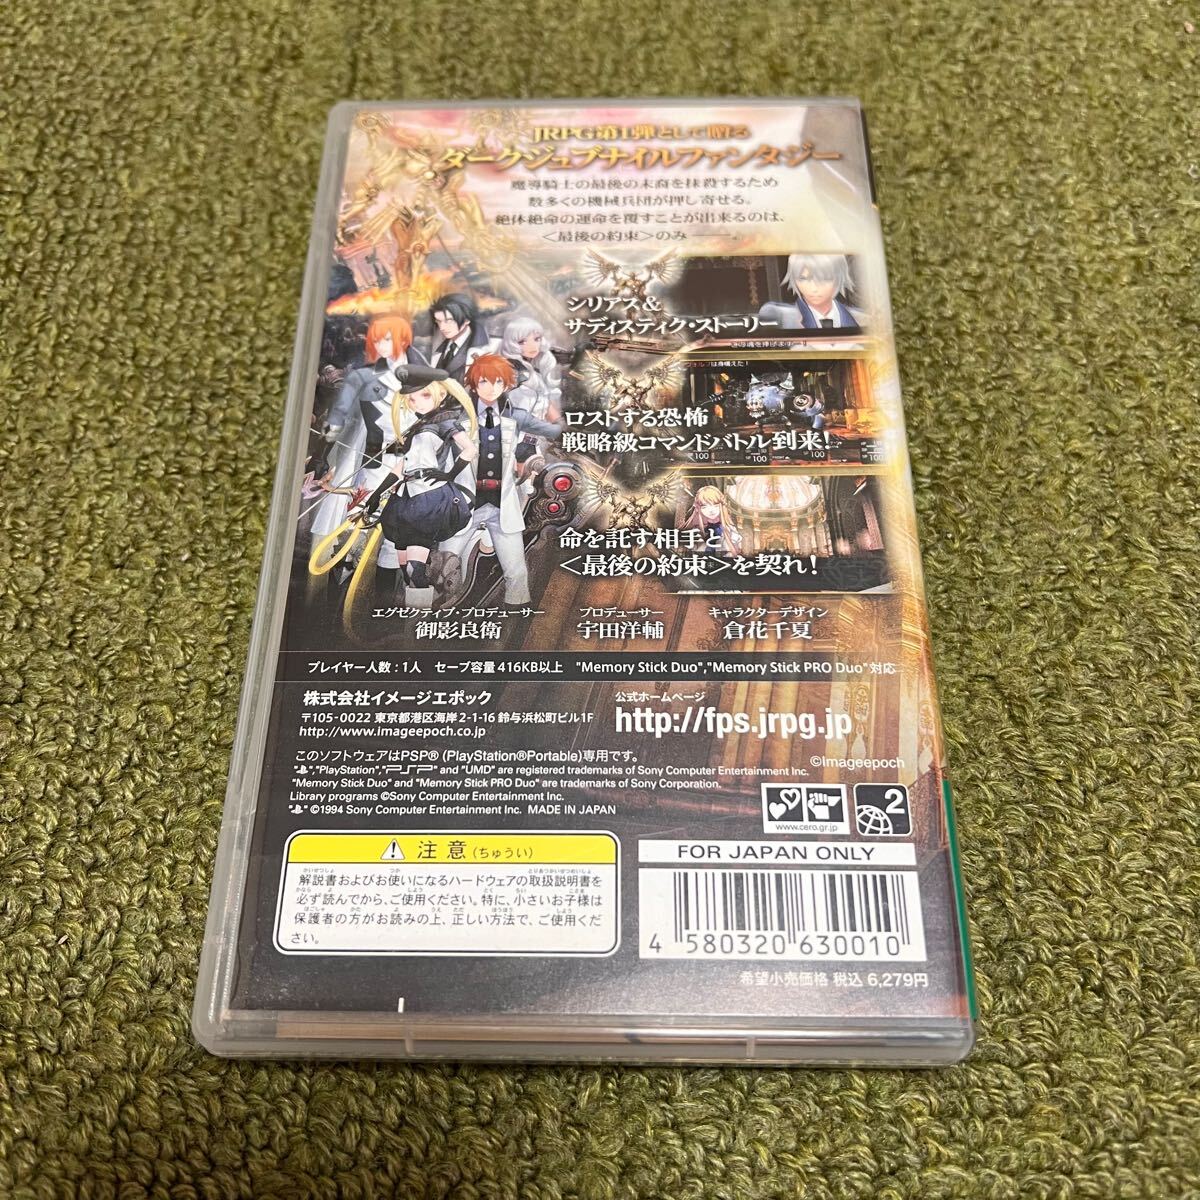 JRPG第1弾として贈る
ダークジュブナイルファンタジー
魔導騎士の最後の末裔を抹殺するため
数多くの機械兵団が押し寄せる。
絶体絶命の運命を覆すことが出来るのは、
＜最後の約束＞のみ――。
シリアス＆
サディスティク・ストーリー
ロストする恐怖
戦略級コマンドバトル到来！
100
100
100
命を託す相手と
＜最後の約束＞を契れ！
エグゼクティブ・プロデューサー
御影良衛
プロデューサー
宇田洋輔
キャラクターデザイン
倉花千夏
プレイヤー人数：1人 セーブ容量 416KB以上 "Memory Stick Duo","Memory Stick PRO Duo"対応
株式会社イメージエポック
〒105-0022 東京都港区海岸 2-1-16 鈴与浜松町ビル1F
http://www.imageepoch.co.jp
公式ホームページ
http://fps.jrpg.jp
このソフトウェアはPSP® (PlayStation®Portable)専用です。
©Imageepoch
","PlayStation","PSP" and "UMD" are registered trademarks of Sony Computer Entertainment Inc.
"Memory Stick Duo" and "Memory Stick PRO Duo" are trademarks of Sony Corporation.
Library programs ©Sony Computer Entertainment Inc.
" " ©1994 Sony Computer Entertainment Inc. MADE IN JAPAN
www.cero.gr.jp
2
注意(ちゅうい)
解説書およびお使いになるハードウェアの取扱説明書を
必ず読んでから、ご使用ください。特に、小さいお子様は
保護者の方がお読みの上、正しい方法で、ご使用くだ
さい。
FOR JAPAN ONLY
4 580320 630010
希望小売価格 税込 6,279円